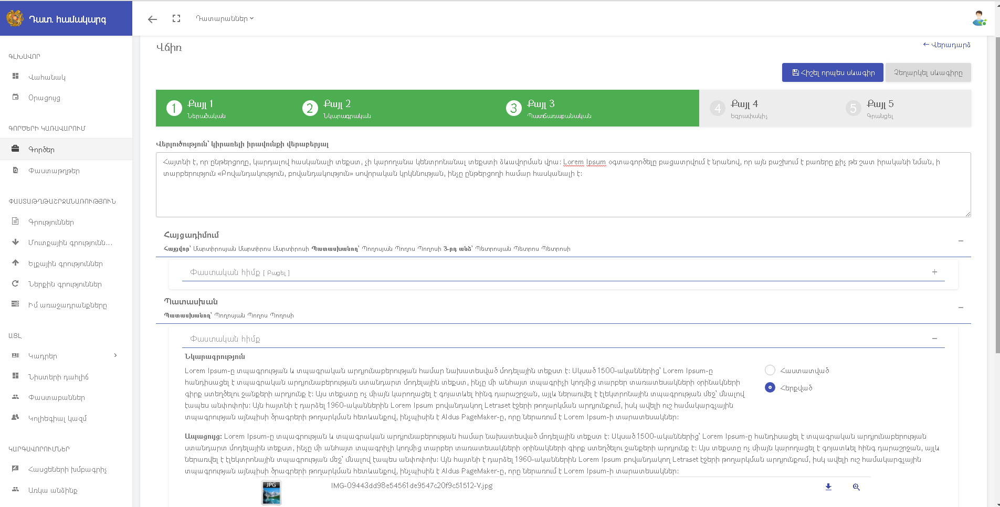 Դատ. համակարգ
Դատարաններ
ԳԼԽԱՎՈՐ
Վահանակ
Օրացույց
ԳՈՐԾԵՐԻ ԿԱՌԱՎԱՐՈՒՄ
Գործեր
Փաստաթղթեր
ՓԱՍՏԱԹՂԹԱՇՐՋԱՆԱՌՈՒԹՅՈՒՆ
Գրություններ
Մուտքային գրությունն...
Ելքային գրություններ
Ներքին գրություններ
Իմ առաջադրանքները
ԱՅԼ
Կադրեր
Նիստերի դահլիճ
Փաստաբաններ
Կոլիեգիալ կազմ
ԿԱՐԳԱՎՈՐՈՒՄՆԵՐ
Հասցեների խմբագրիչ
Առկա անձինք
Վճիռ
← Վերադարձ
Հիշել որպես սևագիր
Չեղարկել սևագիրը
1 Քայլ 1
Ներածական
2 Քայլ 2
Նկարագրական
3 Քայլ 3
Պատճառաբանական
4 Քայլ 4
Եզրափակիչ
5 Քայլ 5
Գրանցել
Վերլուծություն՝ կիրառելի իրավունքի վերաբերյալ
Հայտնի է, որ ընթերցողը, կարդալով հասկանալի տեքստ, չի կարողանա կենտրոնանալ տեքստի ձևավորման վրա: Lorem Ipsum օգտագործելը բացատրվում է նրանով, որ այն բաշխում է բառերը քիչ թե շատ իրականի նման, ի
տարբերություն «Բովանդակություն, բովանդակություն» սովորական կրկննության, ինչը ընթերցողի համար հասկանալի է:
Հայցադիմում
Հայցվոր՝ Մարտիրոսյան Մարտիրոս Մարտիրոսի Պատասխանող՝ Պողոսյան Պողոս Պողոսի 3-րդ անձ՝ Պետրոսյան Պետրոս Պետրոսի
Փաստական հիմք [ Բացել ]
Պատասխան
Պատասխանող՝ Պողոսյան Պողոս Պողոսի
Փաստական հիմք
Նկարագրություն
Lorem Ipsum-ը տպագրության և տպագրական արդյունաբերության համար նախատեսված մոդելային տեքստ է: Սկսած 1500-ականներից՝ Lorem Ipsum-ը
հանդիսացել է տպագրական արդյունաբերության ստանդարտ մոդելային տեքստ, ինչը մի անհայտ տպագրիչի կողմից տարբեր տառատեսակների օրինակների
գիրք ստեղծելու ջանքերի արդյունք է: Այս տեքստը ոչ միայն կարողացել է գոյատևել հինգ դարաշրջան, այլև ներառվել է էլեկտրոնային տպագրության մեջ՝ մնալով
էապես անփոփոխ: Այն հայտնի է դարձել 1960-ականներին Lorem Ipsum բովանդակող Letraset էջերի թողարկման արդյունքում, իսկ ավելի ուշ համակարգչային
տպագրության այնպիսի ծրագրերի թողարկման հետևանքով, ինչպիսին է Aldus PageMaker-ը, որը ներառում է Lorem Ipsum-ի տարատեսակներ:
Հաստատված
Հերքված
Ապացույց: Lorem Ipsum-ը տպագրության և տպագրական արդյունաբերության համար նախատեսված մոդելային տեքստ է: Սկսած 1500-ականներից՝ Lorem Ipsum-ը հանդիսացել է տպագրական արդյունաբերության
ստանդարտ մոդելային տեքստ, ինչը մի անհայտ տպագրիչի կողմից տարբեր տառատեսակների օրինակների գիրք ստեղծելու ջանքերի արդյունք է: Այս տեքստը ոչ միայն կարողացել է գոյատևել հինգ դարաշրջան, այլև
ներառվել է էլեկտրոնային տպագրության մեջ՝ մնալով էապես անփոփոխ: Այն հայտնի է դարձել 1960-ականներին Lorem Ipsum բովանդակող Letraset էջերի թողարկման արդյունքում, իսկ ավելի ուշ համակարգչային
տպագրության այնպիսի ծրագրերի թողարկման հետևանքով, ինչպիսին է Aldus PageMaker-ը, որը ներառում է Lorem Ipsum-ի տարատեսակներ:
JPG
IMG-09443dd98e54561de9547c20f9c51512-V.jpg